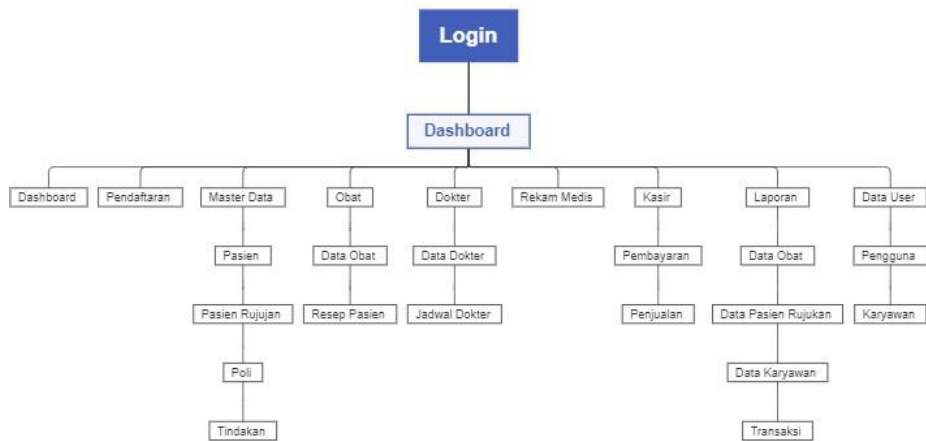 Login
Dashboard
Dashboard Pendaftaran Master Data Obat Dokter Rekam Medis Kasir Laporan Data User
Pasien Data Obat Data Dokter Pembayaran Data Obat Pengguna
Pasien Rujujan Resep Pasien Jadwal Dokter Penjualan Data Pasien Rujukan Karyawan
Poli Data Karyawan
Tindakan Transaksi